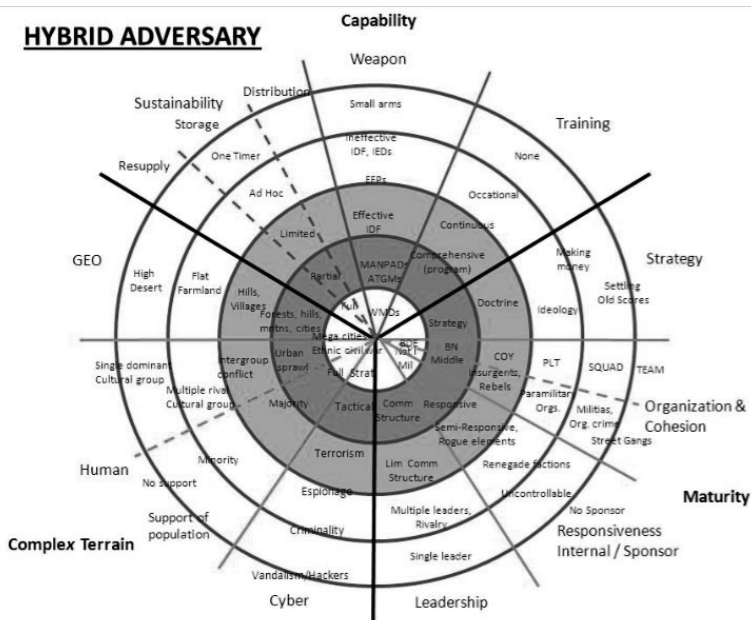 HYBRID ADVERSARY
Capability
Weapon
Small arms
Ineffective
IDF, IEDs
EFPs
Effective
IDF
MANPADs
ATGMs
WMDs
Training
None
Occational
Continuous
Comprehensive
(program)
Strategy
Settling
Old Scores
Making
money
Ideology
Doctrine
Strategy
TEAM
SQUAD
PLT
COY
BN
BDE
Organization &
Cohesion
Street Gangs
Militias,
Org. crime
Paramilitary
Orgs.
Insurgents,
Rebels
Middle
Nat'l
Mil
Maturity
Responsiveness
Internal / Sponsor
No Sponsor
Uncontrollable
Renegade factions
Semi-Responsive,
Rogue elements
Responsive
Leadership
Single leader
Multiple leaders,
Rivalry
Lim Comm
Structure
Comm
Structure
Cyber
Vandalism/Hackers
Criminality
Espionage
Terrorism
Tactical
Strat
Complex Terrain
Support of
population
No support
Minority
Majority
Full
Human
Single dominant
Cultural group
Multiple rival
Cultural group
Intergroup
conflict
Urban
sprawl
Ethnic civil war
GEO
High
Desert
Flat
Farmland
Hills,
Villages
Forests, hills,
mntns, cities
Mega cities
Sustainability
Distribution
Storage
Resupply
One Timer
Ad Hoc
Limited
Partial
Full